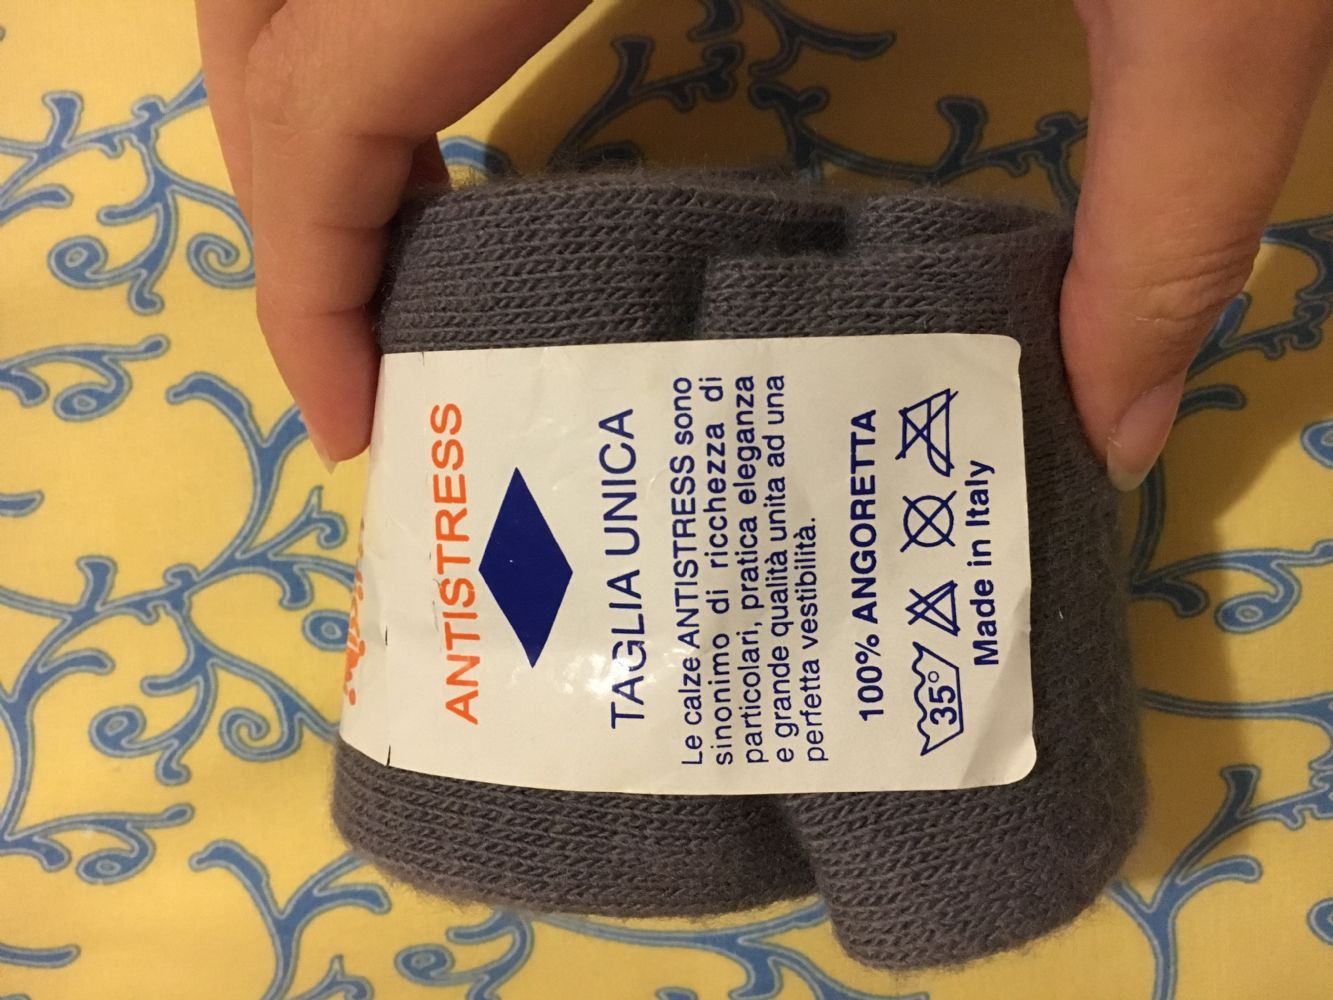 ANTISTRESS
TAGLIA UNICA
Le calze ANTISTRESS sono
sinonimo di ricchezza di
particolari, pratica eleganza
e grande qualità unita ad una
perfetta vestibilità.
100% ANGORETTA
35°
Made in Italy